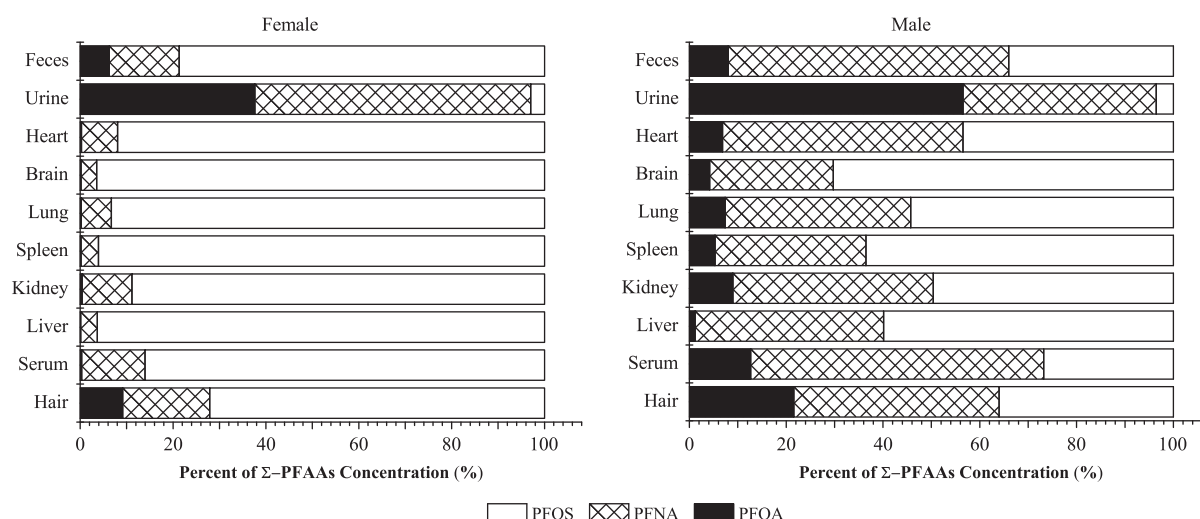 Female
Feces
Urine
Heart
Brain
Lung
Spleen
Kidney
Liver
Serum
Hair
0 20 40 60 80 100
Percent of Σ−PFAAs Concentration (%)
Male
Feces
Urine
Heart
Brain
Lung
Spleen
Kidney
Liver
Serum
Hair
0 20 40 60 80 100
Percent of Σ−PFAAs Concentration (%)
PFOS PFNA PFOA